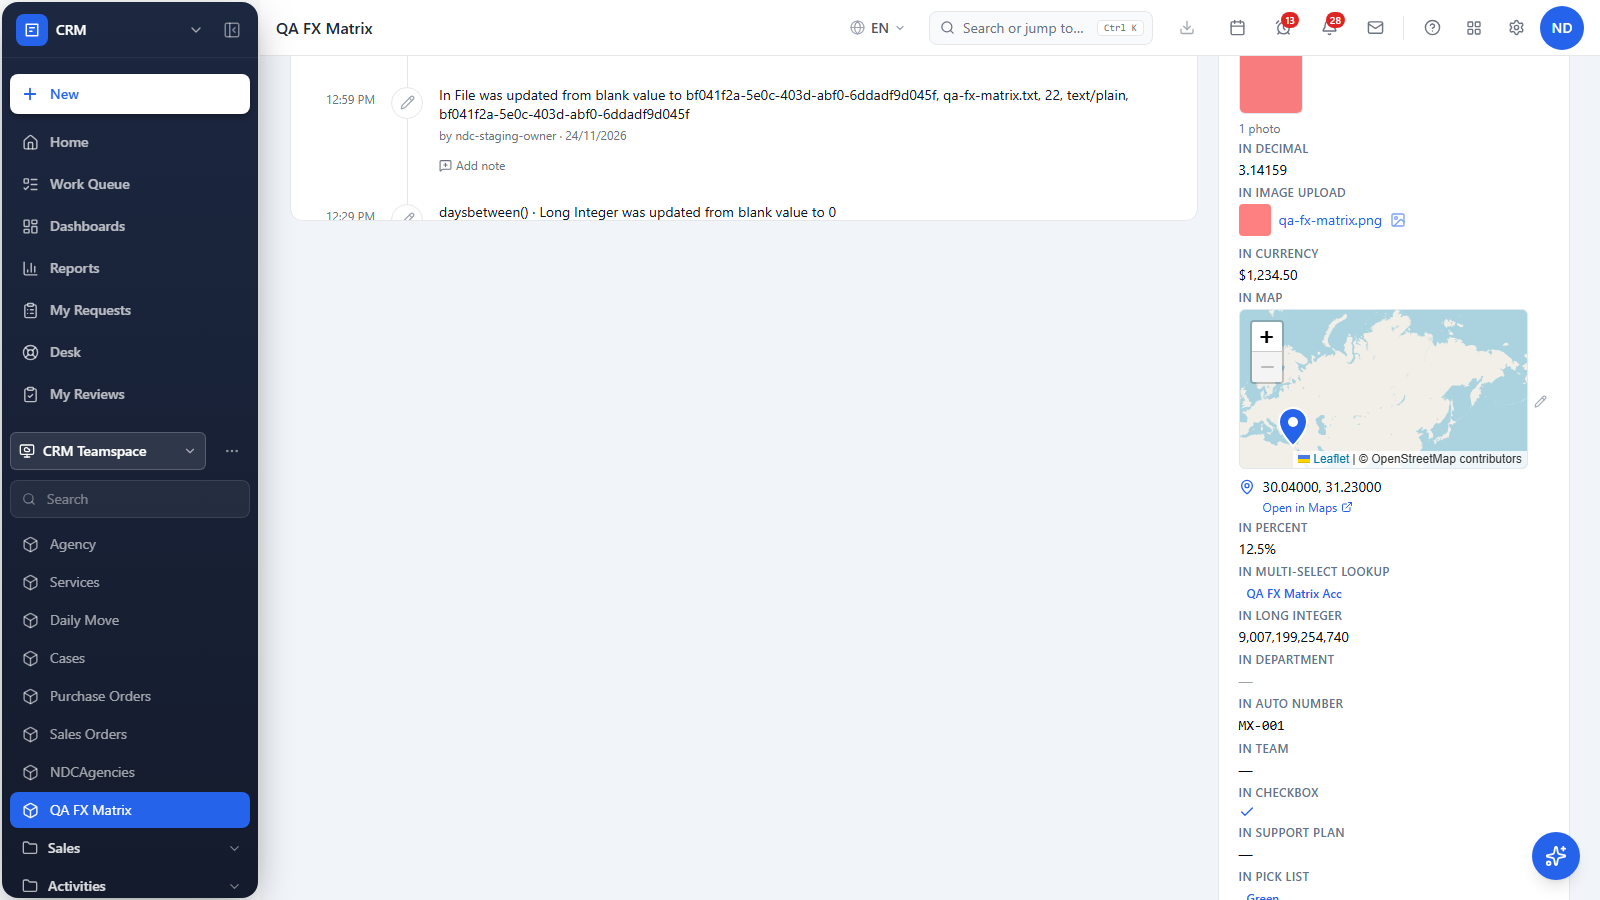 CRM
New
Home
Work Queue
Dashboards
Reports
My Requests
Desk
My Reviews
CRM Teamspace
Search
Agency
Services
Daily Move
Cases
Purchase Orders
Sales Orders
NDCAgencies
QA FX Matrix
Sales
Activities
QA FX Matrix
EN
Search or jump to...
Ctrl K
13
28
ND
12:59 PM
In File was updated from blank value to bf041f2a-5e0c-403d-abf0-6ddadf9d045f, qa-fx-matrix.txt, 22, text/plain,
bf041f2a-5e0c-403d-abf0-6ddadf9d045f
by ndc-staging-owner · 24/11/2026
Add note
12:29 PM
daysbetween() · Long Integer was updated from blank value to 0
1 photo
IN DECIMAL
3.14159
IN IMAGE UPLOAD
qa-fx-matrix.png
IN CURRENCY
$1,234.50
IN MAP
+
−
Leaflet | © OpenStreetMap contributors
30.04000, 31.23000
Open in Maps
IN PERCENT
12.5%
IN MULTI-SELECT LOOKUP
QA FX Matrix Acc
IN LONG INTEGER
9,007,199,254,740
IN DEPARTMENT
—
IN AUTO NUMBER
MX-001
IN TEAM
—
IN CHECKBOX
IN SUPPORT PLAN
—
IN PICK LIST
Green